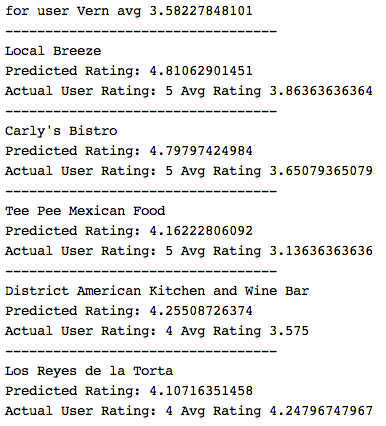 for user Vern avg 3.58227848101
----------------------------------
Local Breeze
Predicted Rating: 4.81062901451
Actual User Rating: 5 Avg Rating 3.86363636364
----------------------------------
Carly's Bistro
Predicted Rating: 4.79797424984
Actual User Rating: 5 Avg Rating 3.65079365079
----------------------------------
Tee Pee Mexican Food
Predicted Rating: 4.16222806092
Actual User Rating: 5 Avg Rating 3.13636363636
----------------------------------
District American Kitchen and Wine Bar
Predicted Rating: 4.25508726374
Actual User Rating: 4 Avg Rating 3.575
----------------------------------
Los Reyes de la Torta
Predicted Rating: 4.10716351458
Actual User Rating: 4 Avg Rating 4.24796747967